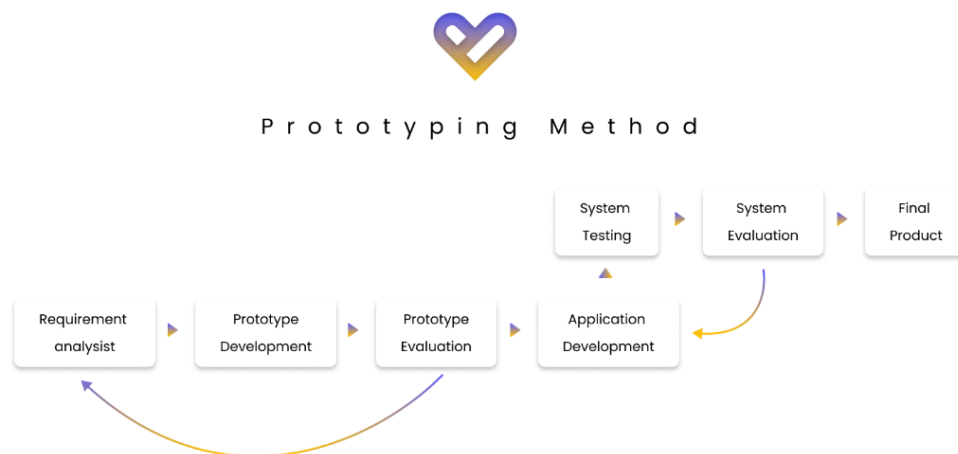 Prototyping Method
System
Testing
System
Evaluation
Final
Product
Requirement
analysist
Prototype
Development
Prototype
Evaluation
Application
Development